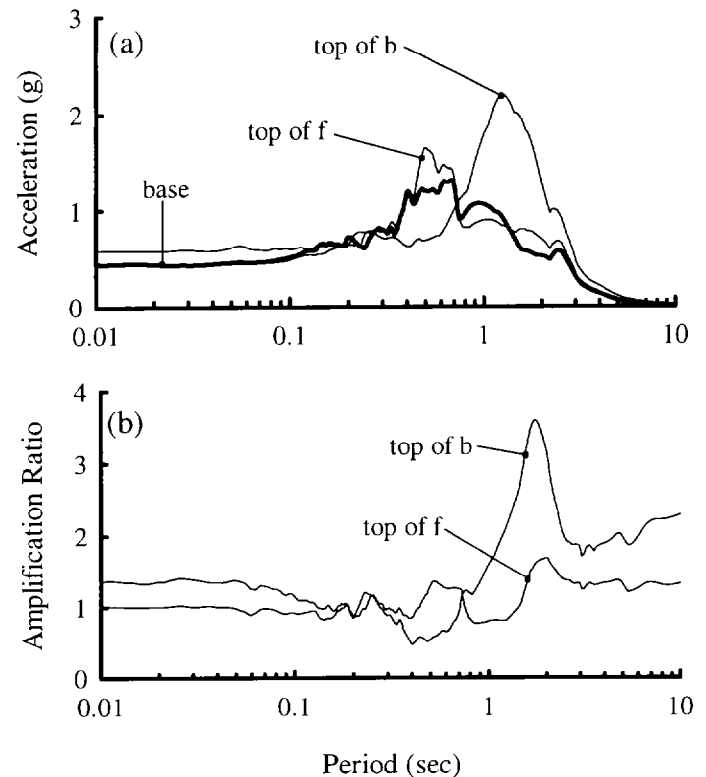 3
(a)
top of b
2
top of f
base
1
0
0.01
0.1
1
10
Acceleration (g)
4
(b)
top of b
3
top of f
2
1
0
0.01
0.1
1
10
Amplification Ratio
Period (sec)